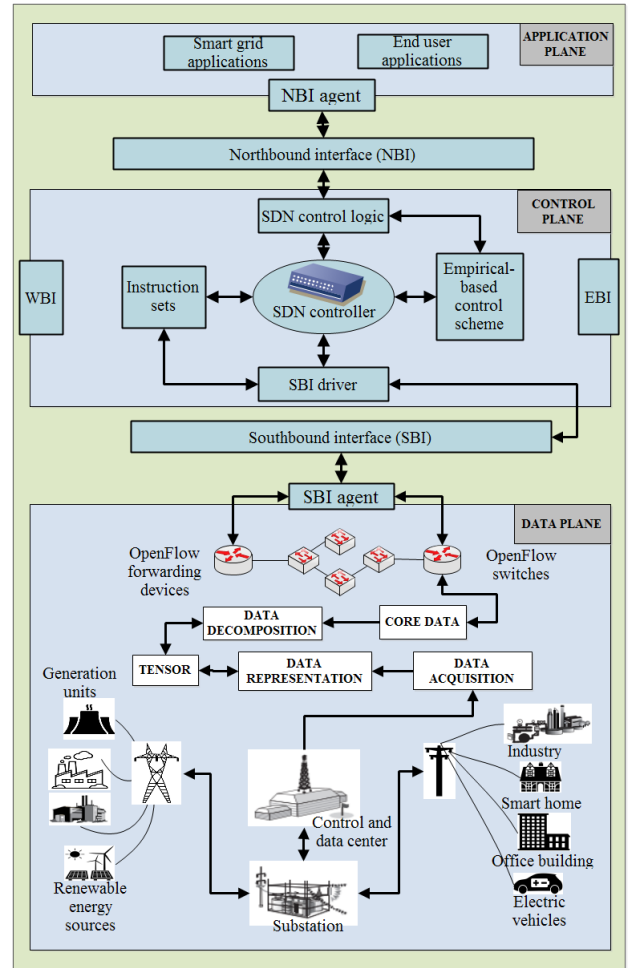 APPLICATION
PLANE
Smart grid
applications
End user
applications
NBI agent
Northbound interface (NBI)
CONTROL
PLANE
SDN control logic
WBI
Instruction
sets
SDN controller
Empirical-
based control
scheme
EBI
SBI driver
Southbound interface (SBI)
SBI agent
DATA PLANE
OpenFlow
forwarding
devices
OpenFlow
switches
DATA
DECOMPOSITION
CORE DATA
TENSOR
DATA
REPRESENTATION
DATA
ACQUISITION
Generation
units
Industry
Smart home
Control and
data center
Office building
Renewable
energy
sources
Substation
Electric
vehicles